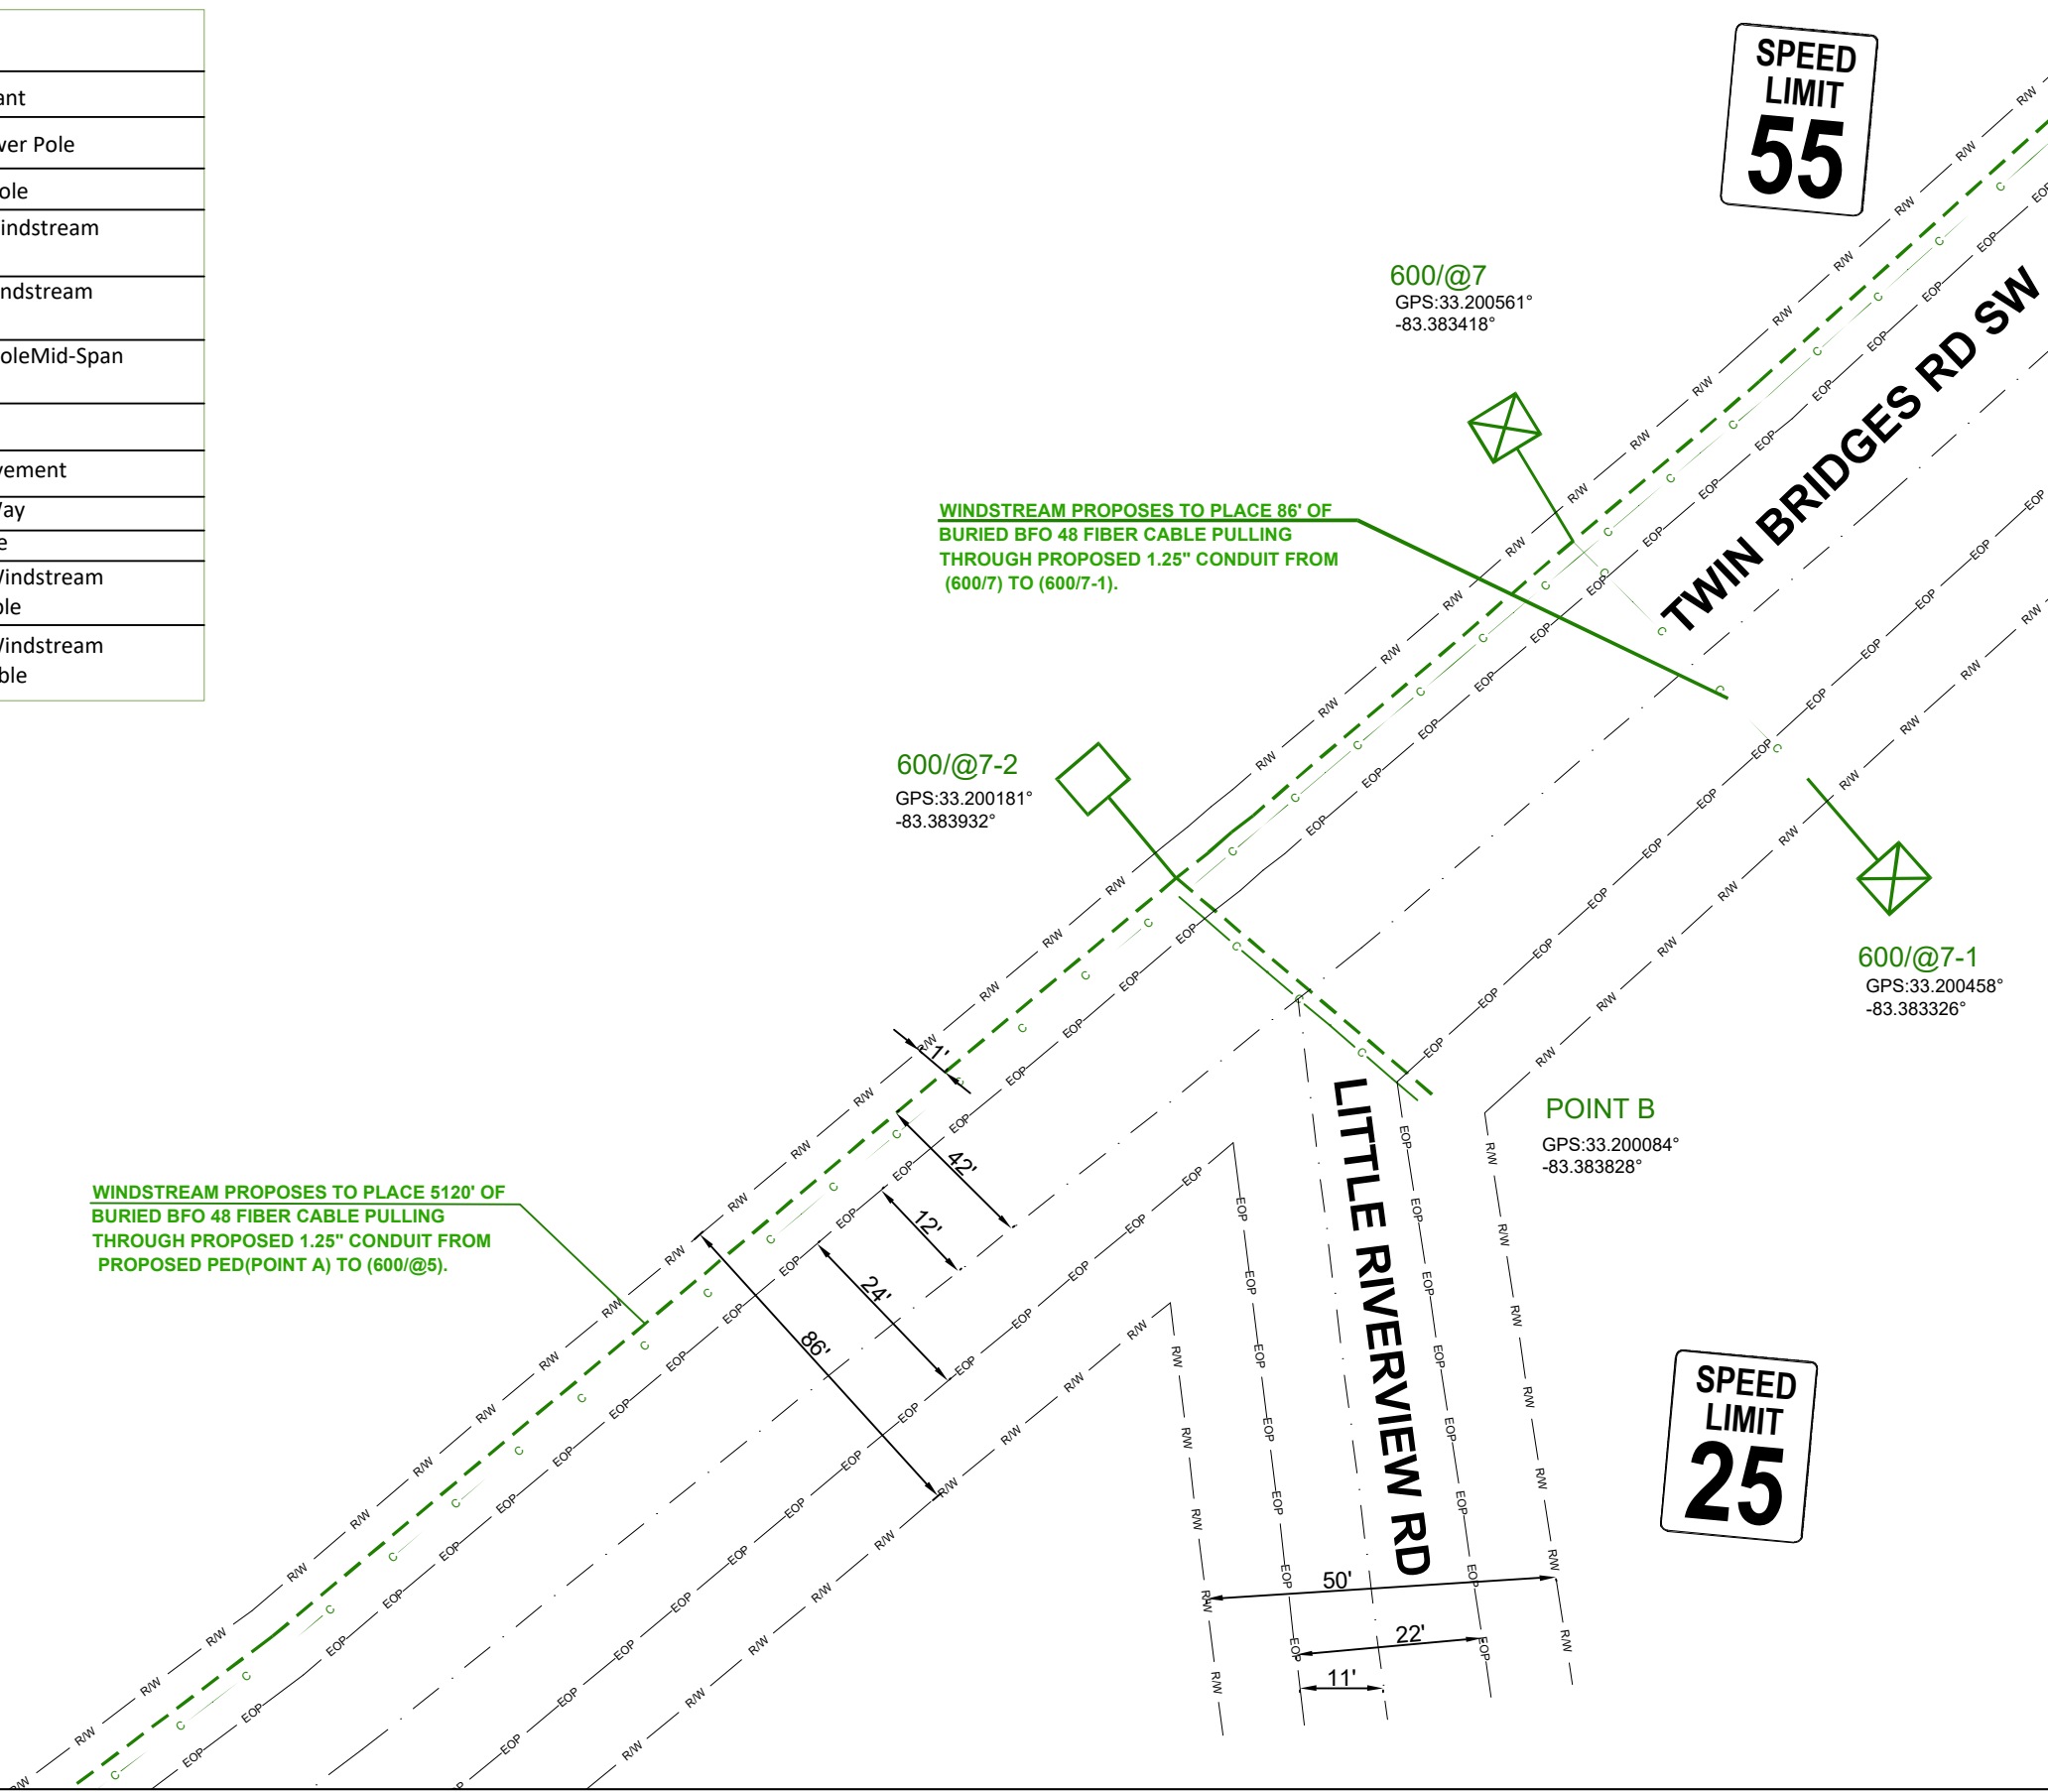 ant
ver Pole
ole
indstream
ndstream
oleMid-Span
vement
Way
e
Windstream
ble
Windstream
ble
SPEED
LIMIT
55
600/@7
GPS:33.200561°
-83.383418°
TWIN BRIDGES RD SW
WINDSTREAM PROPOSES TO PLACE 86' OF
BURIED BFO 48 FIBER CABLE PULLING
THROUGH PROPOSED 1.25" CONDUIT FROM
(600/7) TO (600/7-1).
600/@7-2
GPS:33.200181°
-83.383932°
600/@7-1
GPS:33.200458°
-83.383326°
POINT B
GPS:33.200084°
-83.383828°
1'
42'
12'
24'
86'
WINDSTREAM PROPOSES TO PLACE 5120' OF
BURIED BFO 48 FIBER CABLE PULLING
THROUGH PROPOSED 1.25" CONDUIT FROM
PROPOSED PED(POINT A) TO (600/@5).
LITTLE RIVERVIEW RD
SPEED
LIMIT
25
50'
22'
11'
R/W
EOP
C